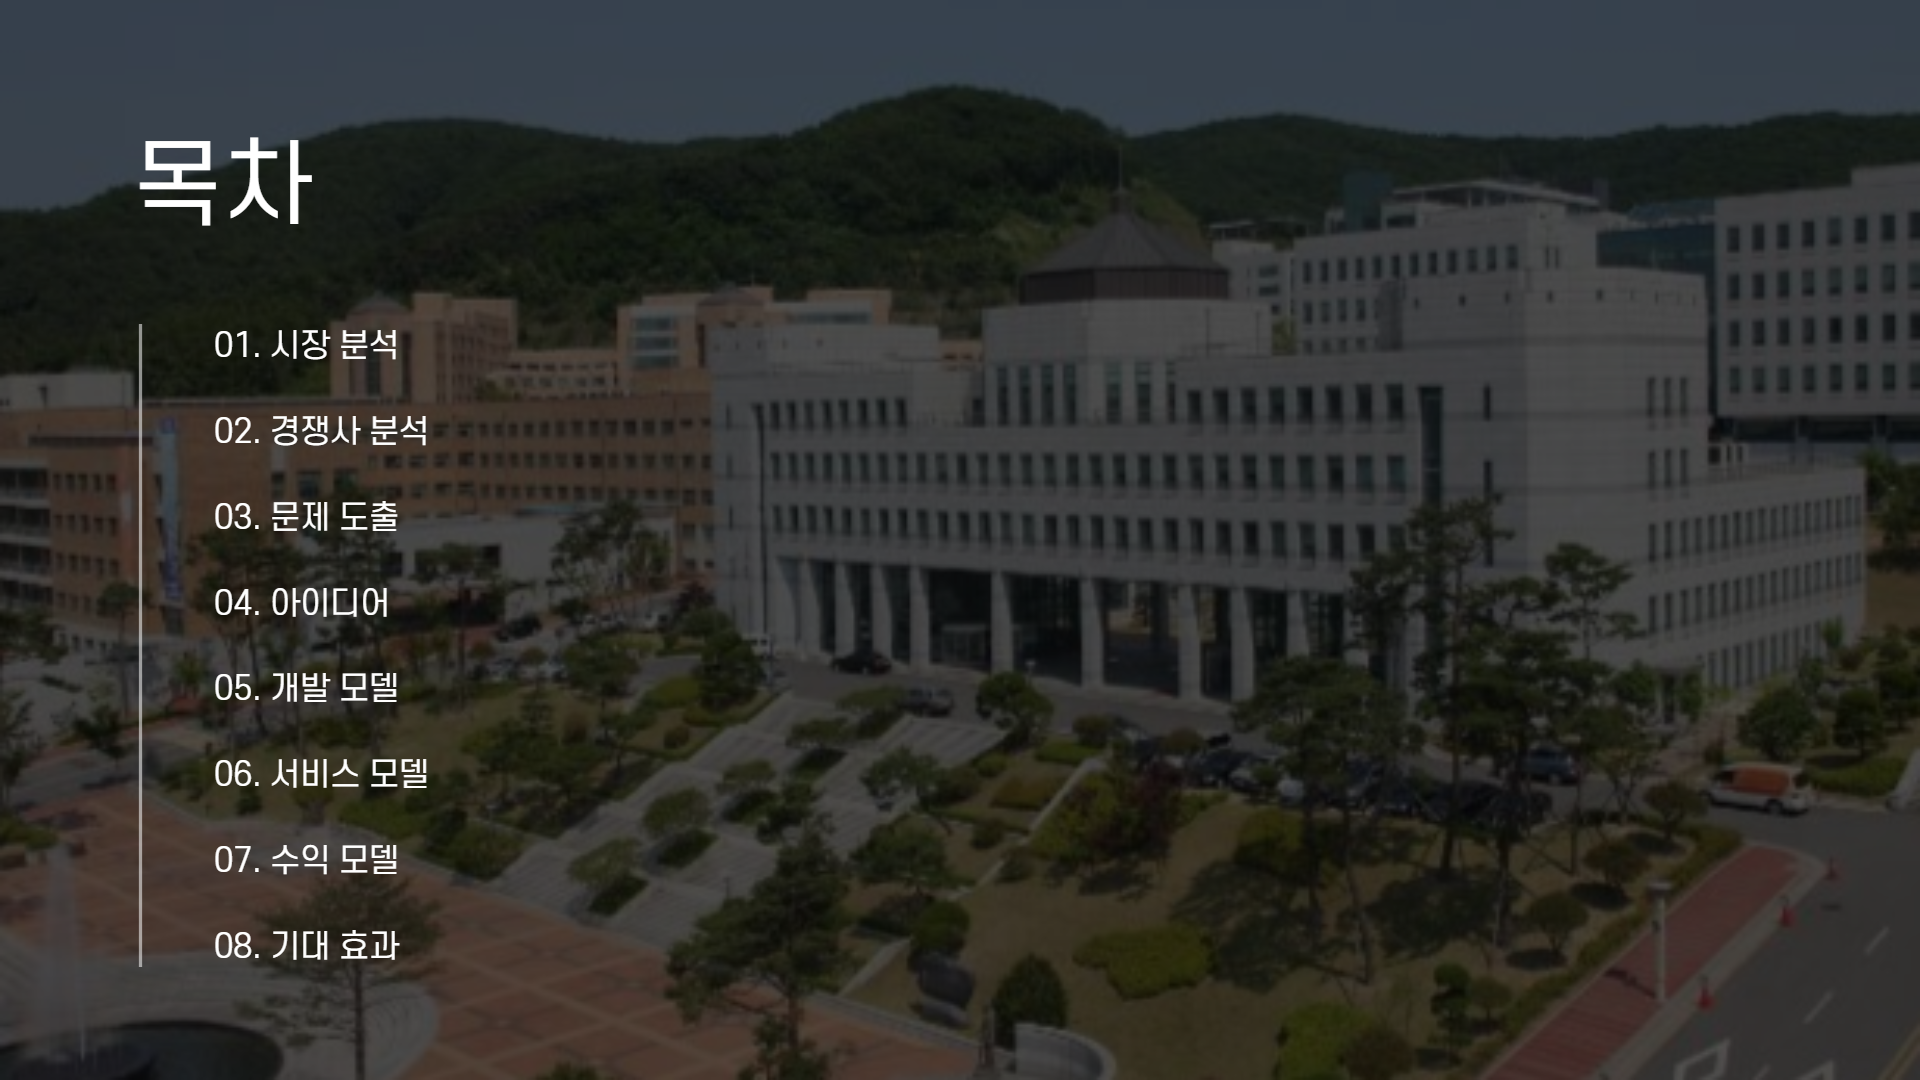 목차
01. 시장 분석
02. 경쟁사 분석
03. 문제 도출
04. 아이디어
05. 개발 모델
06. 서비스 모델
07. 수익 모델
08. 기대 효과